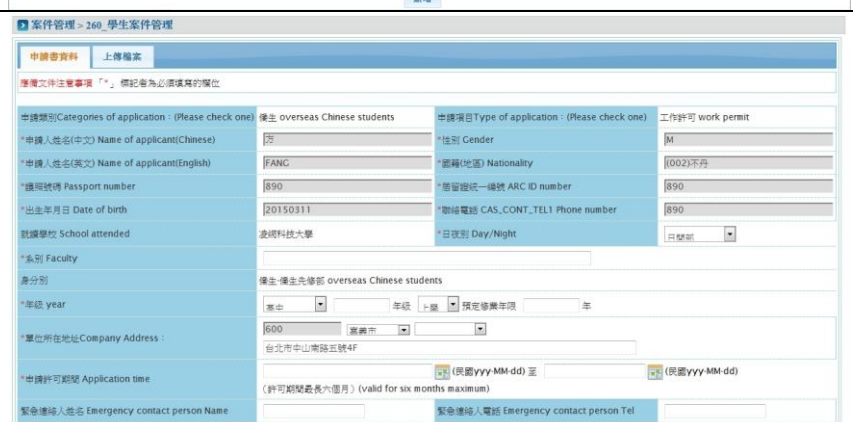 案件管理 > 260_學生案件管理
申請書資料 上傳檔案
應備文件注意事項 「*」標記者為必須填寫的欄位
申請類別Categories of application：(Please check one) 僑生 overseas Chinese students 申請項目Type of application：(Please check one) 工作許可 work permit
*申請人姓名(中文) Name of applicant(Chinese) 方 *性別 Gender M
*申請人姓名(英文) Name of applicant(English) FANG *國籍(地區) Nationality (002)不丹
*護照號碼 Passport number 890 *居留證統一編號 ARC ID number 890
*出生年月日 Date of birth 20150311 *聯絡電話 CAS_CONT_TEL1 Phone number 890
就讀學校 School attended 凌網科技大學 *日夜別 Day/Night 日間部
*系別 Faculty
身分別 僑生-僑生先修部 overseas Chinese students
*年級 year 高中 年級 上學 預定修業年限 年
*單位所在地址Company Address： 600 嘉義市
台北市中山南路五號4F
*申請許可期間 Application time (民國yyy-MM-dd) 至 (民國yyy-MM-dd)
(許可期間最長六個月) (valid for six months maximum)
緊急連絡人姓名 Emergency contact person Name 緊急連絡人電話 Emergency contact person Tel